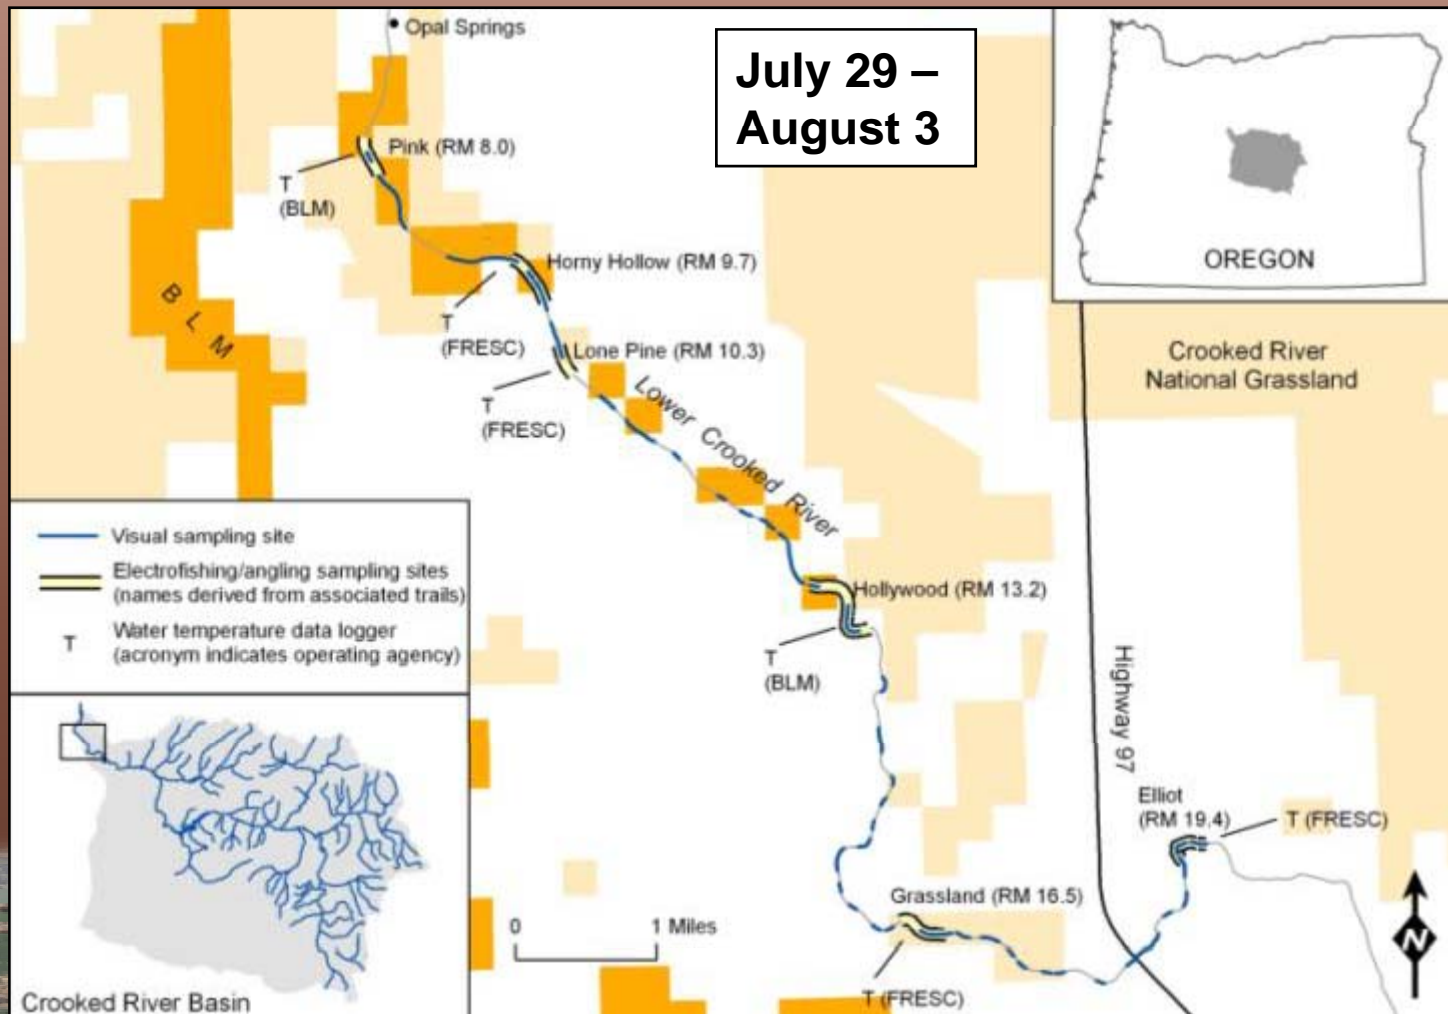 Opal Springs
July 29 –
August 3
Pink (RM 8.0)
T
(BLM)
OREGON
Horny Hollow (RM 9.7)
T
(FRESC)
B L M
Lone Pine (RM 10.3)
T
(FRESC)
Crooked River
National Grassland
Lower Crooked River
Visual sampling site
Electrofishing/angling sampling sites
(names derived from associated trails)
T
Water temperature data logger
(acronym indicates operating agency)
Hollywood (RM 13.2)
T
(BLM)
Highway 97
Elliot
(RM 19.4)
T (FRESC)
Grassland (RM 16.5)
0 1 Miles
T (FRESC)
N
Crooked River Basin